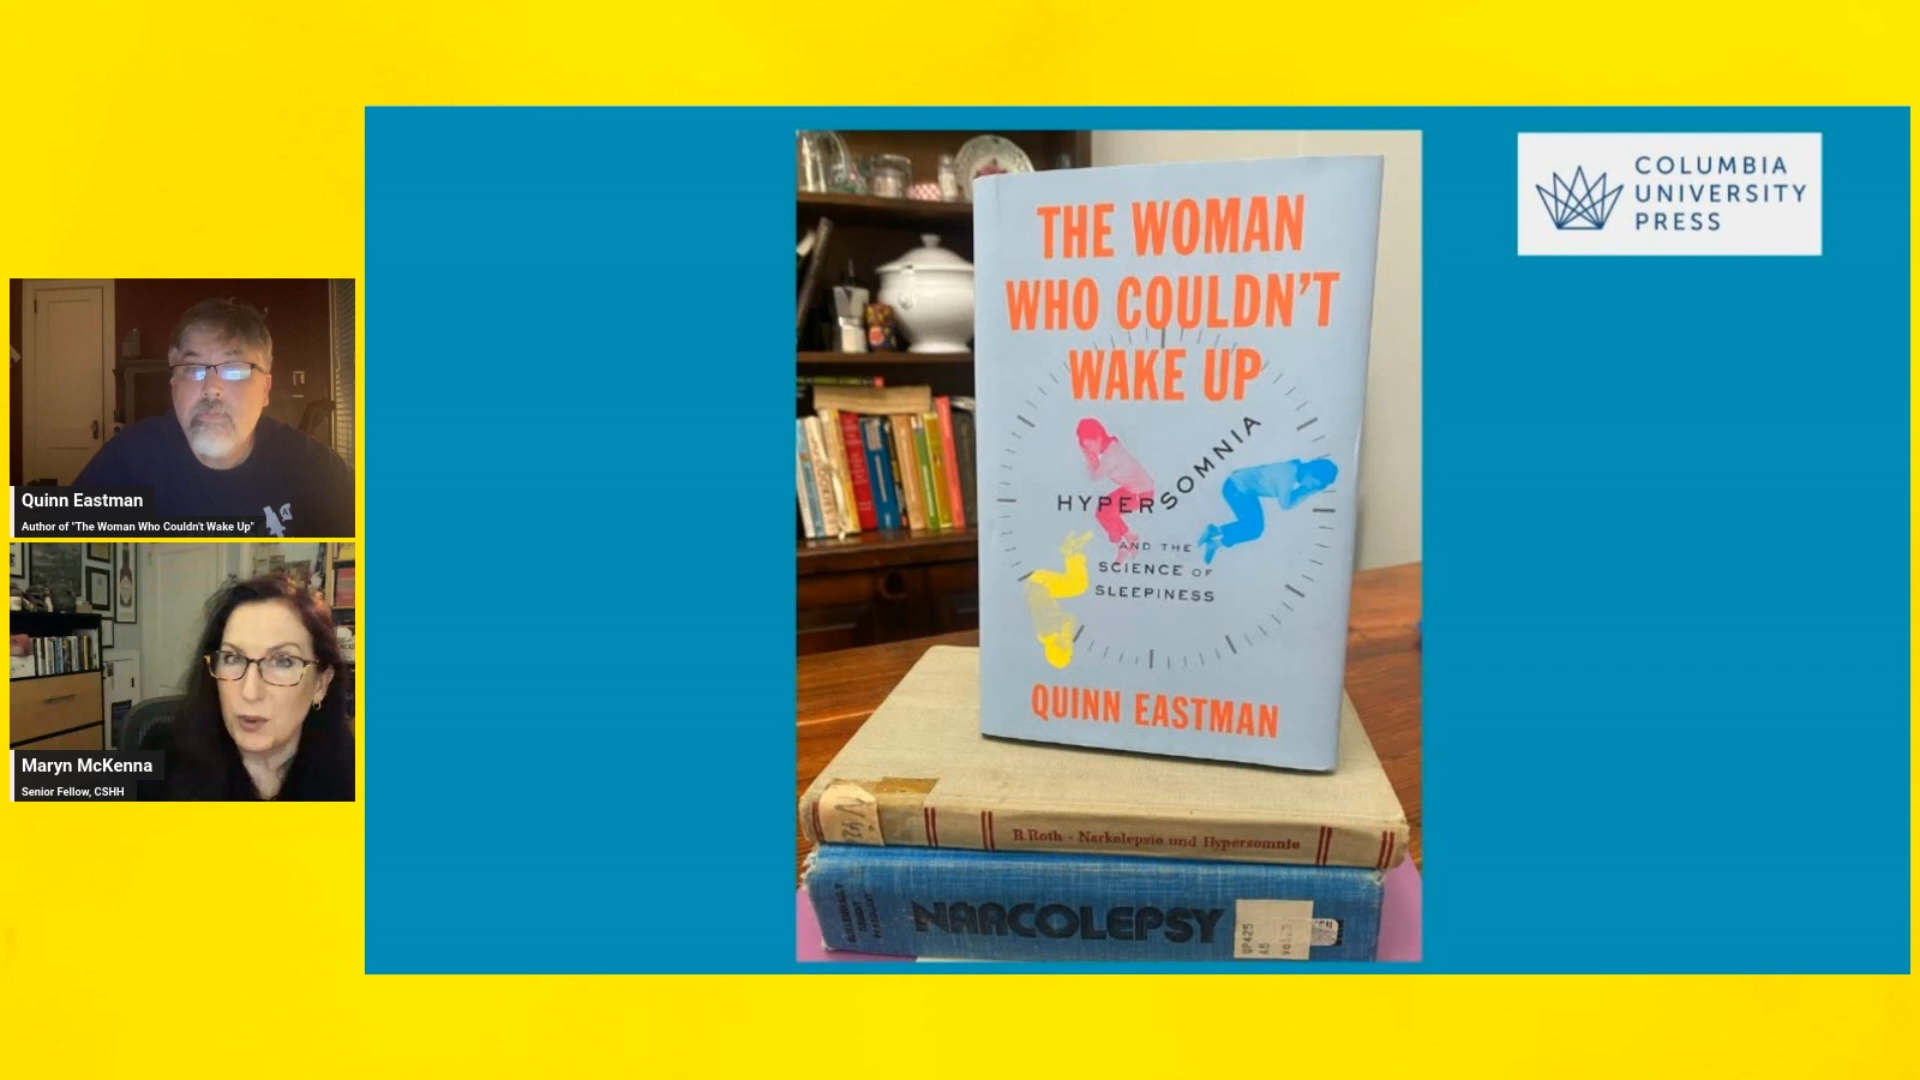 Quinn Eastman
Author of "The Woman Who Couldn't Wake Up"
Maryn McKenna
Senior Fellow, CSHH
THE WOMAN
WHO COULDN'T
WAKE UP
HYPERSOMNIA
AND THE
SCIENCE OF
SLEEPINESS
QUINN EASTMAN
B. Roth · Narkolepsie und Hypersomnie
NARCOLEPSY
QP425
COLUMBIA
UNIVERSITY
PRESS